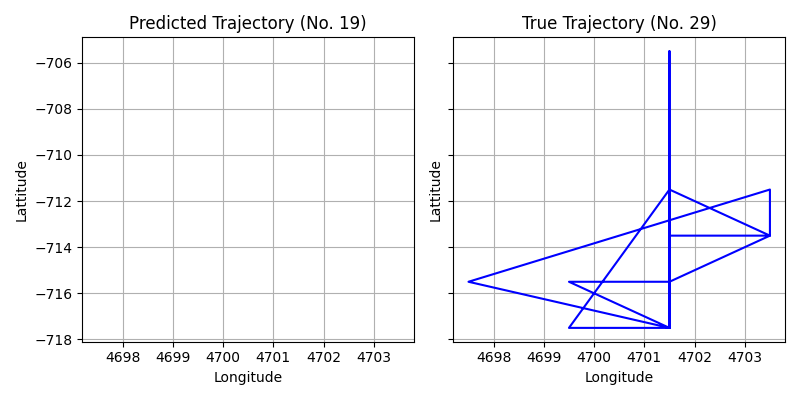 Predicted Trajectory (No. 19)
True Trajectory (No. 29)
−706
−708
−710
−712
−714
−716
−718
Lattitude
Lattitude
4698 4699 4700 4701 4702 4703
4698 4699 4700 4701 4702 4703
Longitude
Longitude